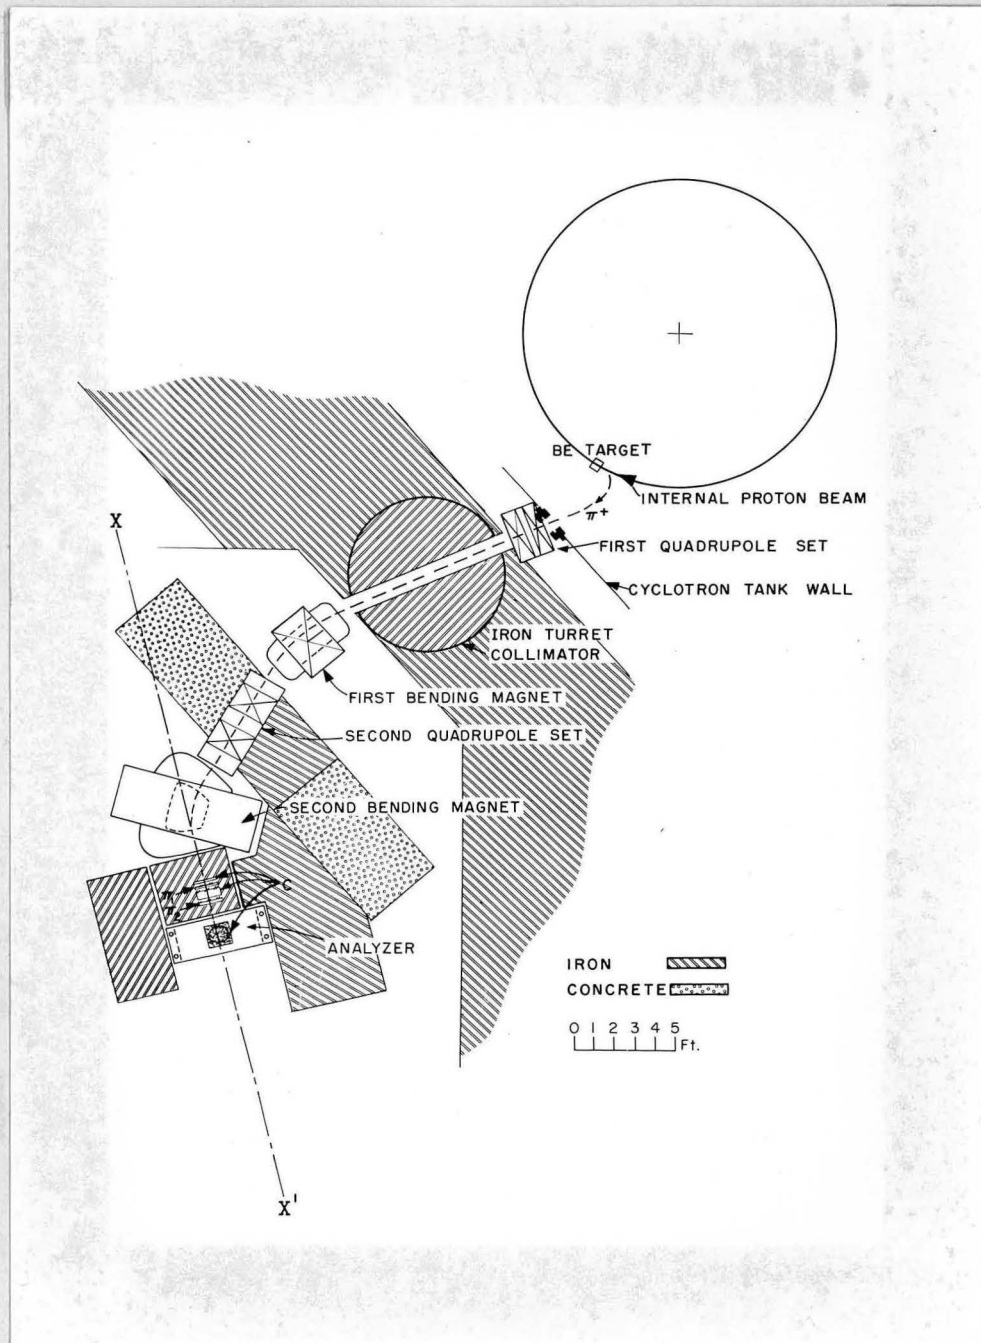 BE TARGET
INTERNAL PROTON BEAM
π+
X
FIRST QUADRUPOLE SET
CYCLOTRON TANK WALL
IRON TURRET
COLLIMATOR
FIRST BENDING MAGNET
SECOND QUADRUPOLE SET
SECOND BENDING MAGNET
C
ANALYZER
IRON
CONCRETE
0 1 2 3 4 5
Ft.
X'